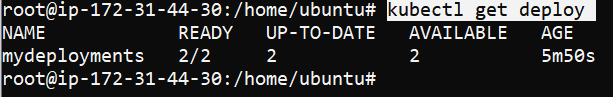 root@ip-172-31-44-30:/home/ubuntu# kubectl get deploy
NAME READY UP-TO-DATE AVAILABLE AGE
mydeployments 2/2 2 2 5m50s
root@ip-172-31-44-30:/home/ubuntu#